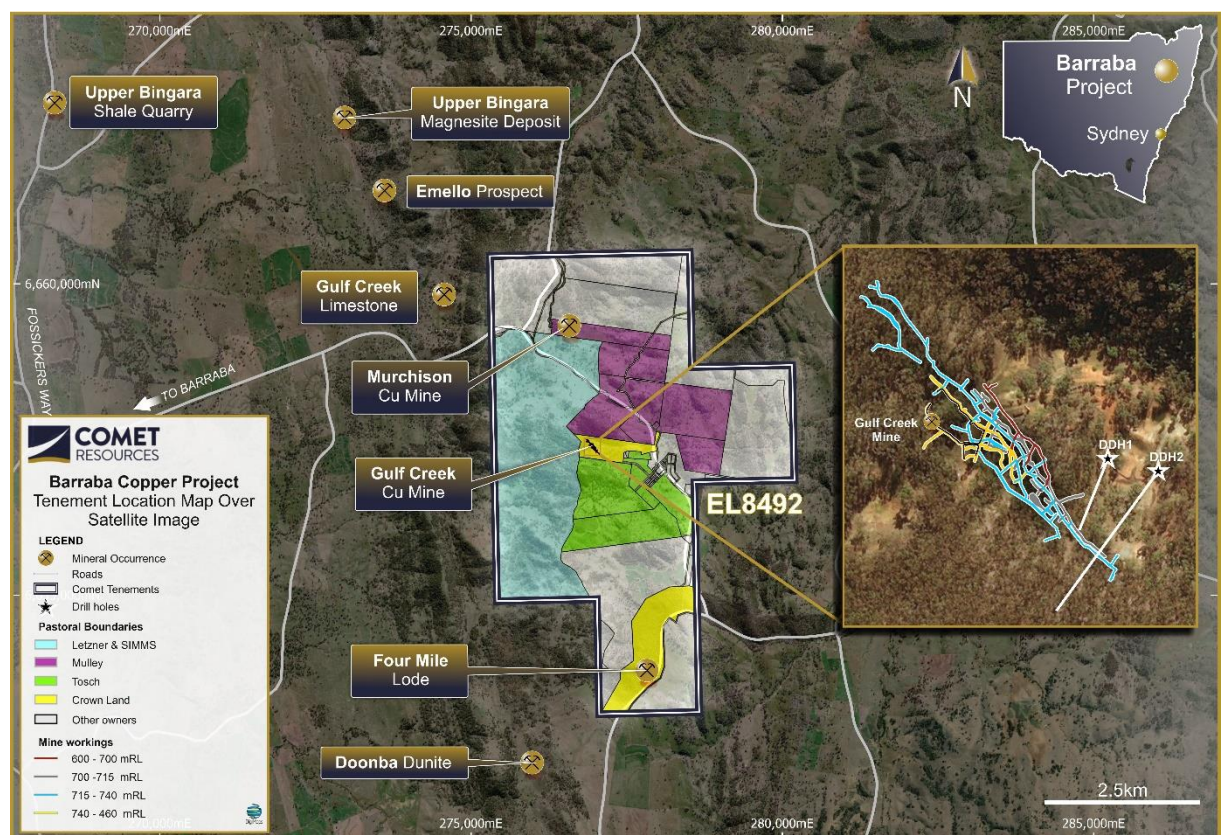 270,000mE
275,000mE
280,000mE
285,000mE
Upper Bingara
Shale Quarry
Upper Bingara
Magnesite Deposit
Emello Prospect
N
Barraba
Project
Sydney
6,660,000mN
Gulf Creek
Limestone
FOSSICKERS WAY
TO BARRABA
Murchison
Cu Mine
Gulf Creek
Cu Mine
EL8492
Four Mile
Lode
Doonba Dunite
Gulf Creek
Mine
DDH1
DDH2
COMET
RESOURCES
Barraba Copper Project
Tenement Location Map Over
Satellite Image
LEGEND
Mineral Occurrence
Roads
Comet Tenements
Drill holes
Pastoral Boundaries
Letzner & SIMMS
Mulley
Tosch
Crown Land
Other owners
Mine workings
600 - 700 mRL
700 -715 mRL
715 - 740 mRL
740 - 460 mRL
2.5km
270,000mE
275,000mE
280,000mE
285,000mE